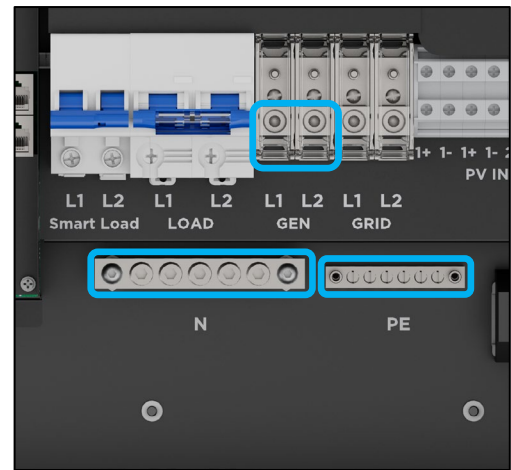 1+ 1- 1+ 1-
PV IN
L1 L2 L1 L2 L1 L2 L1 L2
Smart Load LOAD GEN GRID
N PE